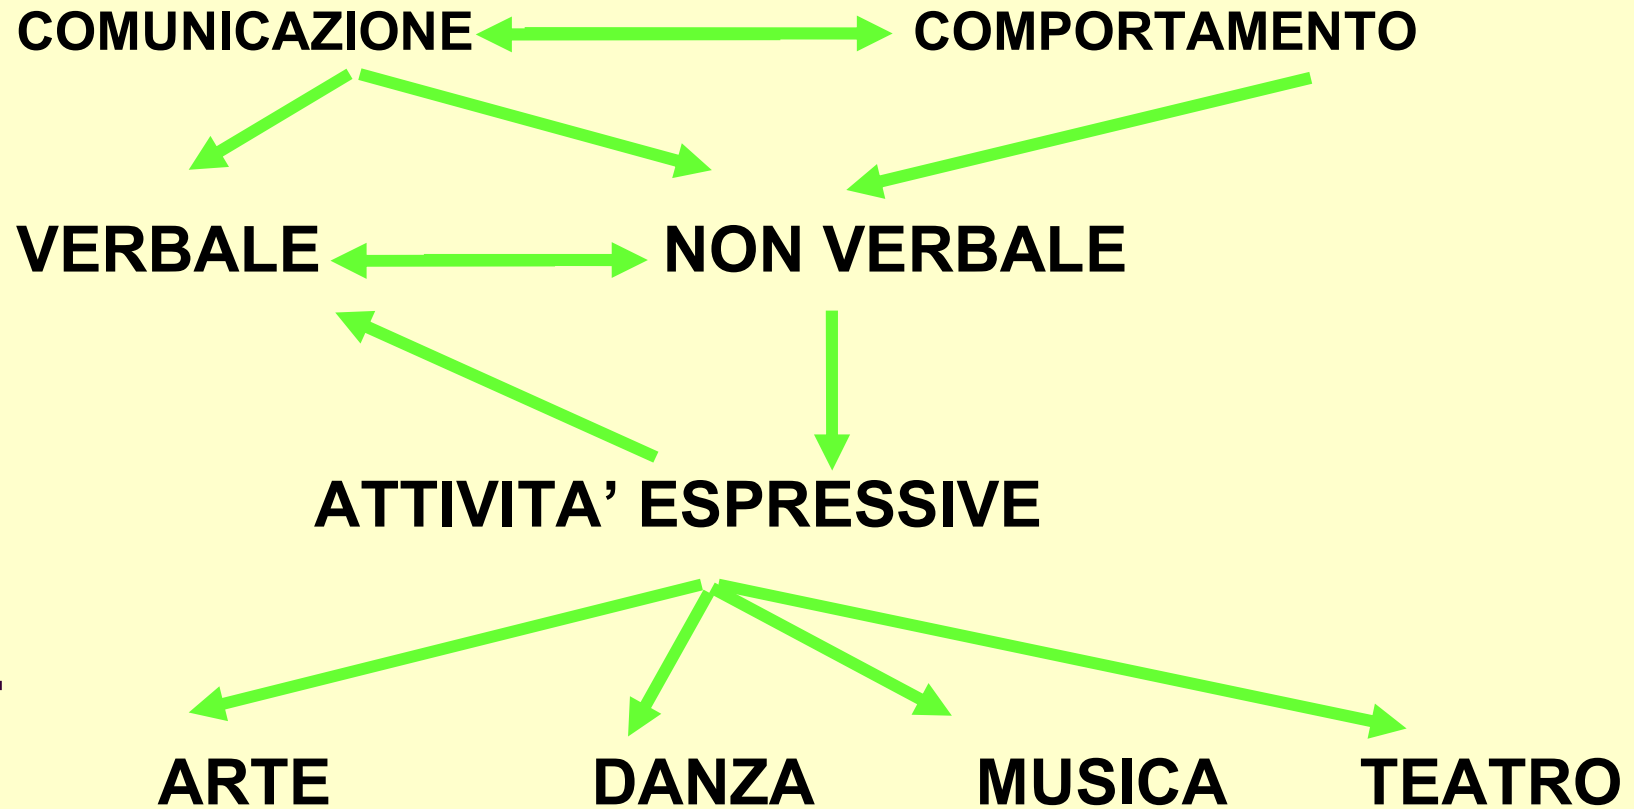 COMUNICAZIONE COMPORTAMENTO
VERBALE NON VERBALE
ATTIVITA’ ESPRESSIVE
ARTE DANZA MUSICA TEATRO